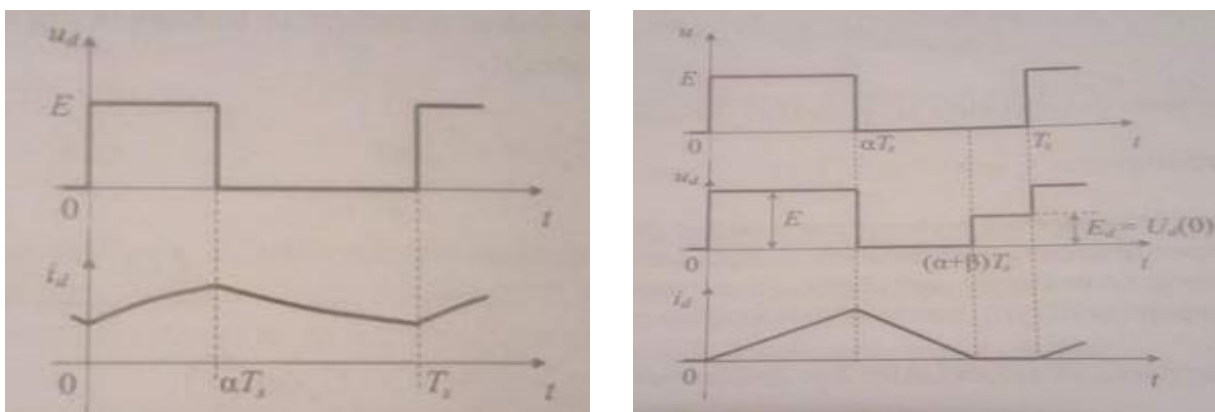 u_d
E
0
t
i_d
0
αT_s
T_s
t
u
E
0
αT_s
T_s
t
u_d
E
E_d = U_d(0)
0
(α+β)T_s
t
i_d
0
t